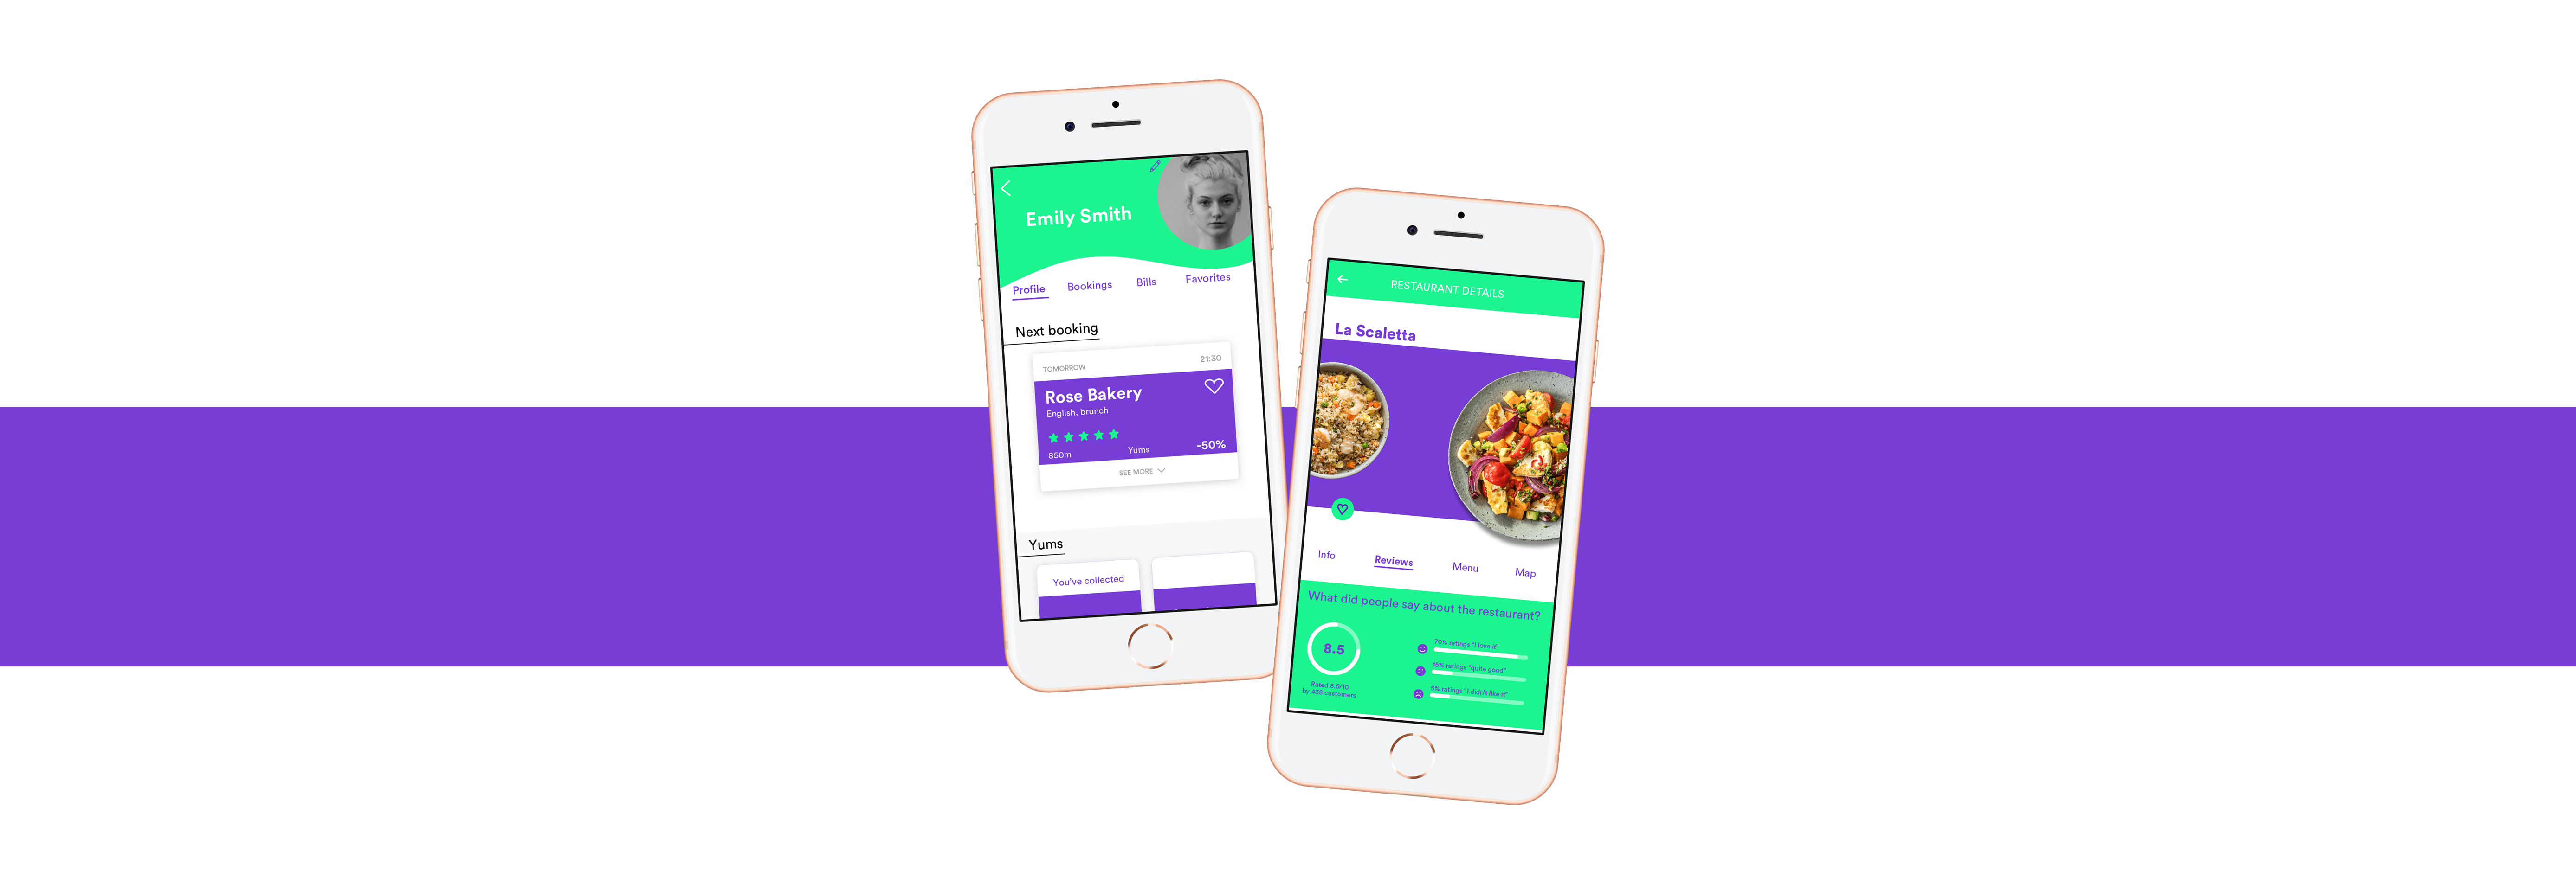 Emily Smith
Profile Bookings Bills Favorites
Next booking
TOMORROW 21:30
Rose Bakery
English, brunch
850m Yums -50%
SEE MORE
Yums
You've collected
RESTAURANT DETAILS
La Scaletta
Info Reviews Menu Map
What did people say about the restaurant?
8.5
Rated 8.5/10
by 438 customers
70% ratings "I love it"
15% ratings "quite good"
5% ratings "I didn't like it"